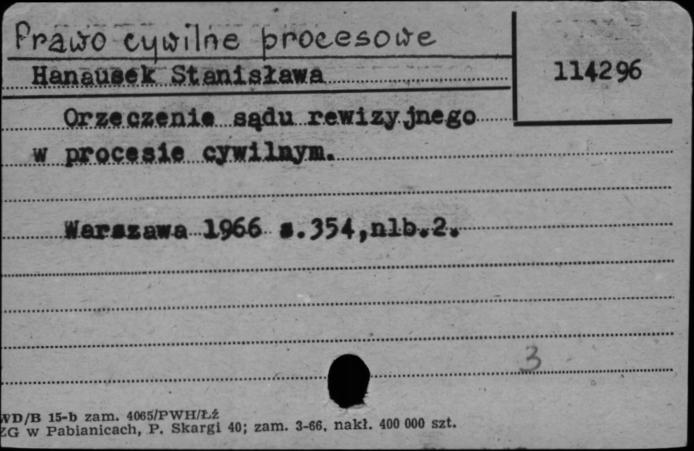 Prawo cywilne procesowe
Hanausek Stanisława
114296
Orzeczenie sądu rewizyjnego
w procesie cywilnym.
Warszawa 1966 s.354,nlb.2.
3
WD/B 15-b zam. 4065/PWH/Łż
ZG w Pabianicach, P. Skargi 40; zam. 3-66, nakł. 400 000 szt.